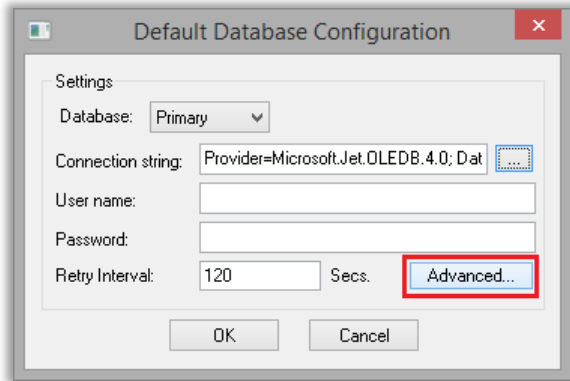 Default Database Configuration
Settings
Database: Primary
Connection string: Provider=Microsoft.Jet.OLEDB.4.0; Dat ...
User name:
Password:
Retry Interval: 120 Secs. Advanced...
OK Cancel